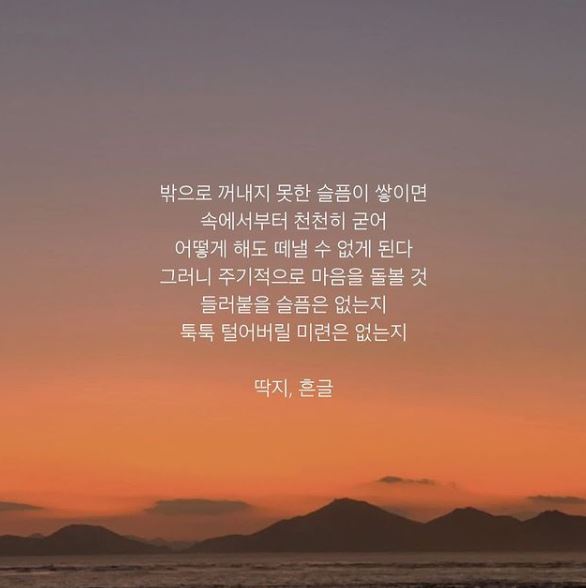 밖으로 꺼내지 못한 슬픔이 쌓이면
속에서부터 천천히 굳어
어떻게 해도 떼낼 수 없게 된다
그러니 주기적으로 마음을 돌볼 것
들러붙을 슬픔은 없는지
툭툭 털어버릴 미련은 없는지
딱지, 흔글